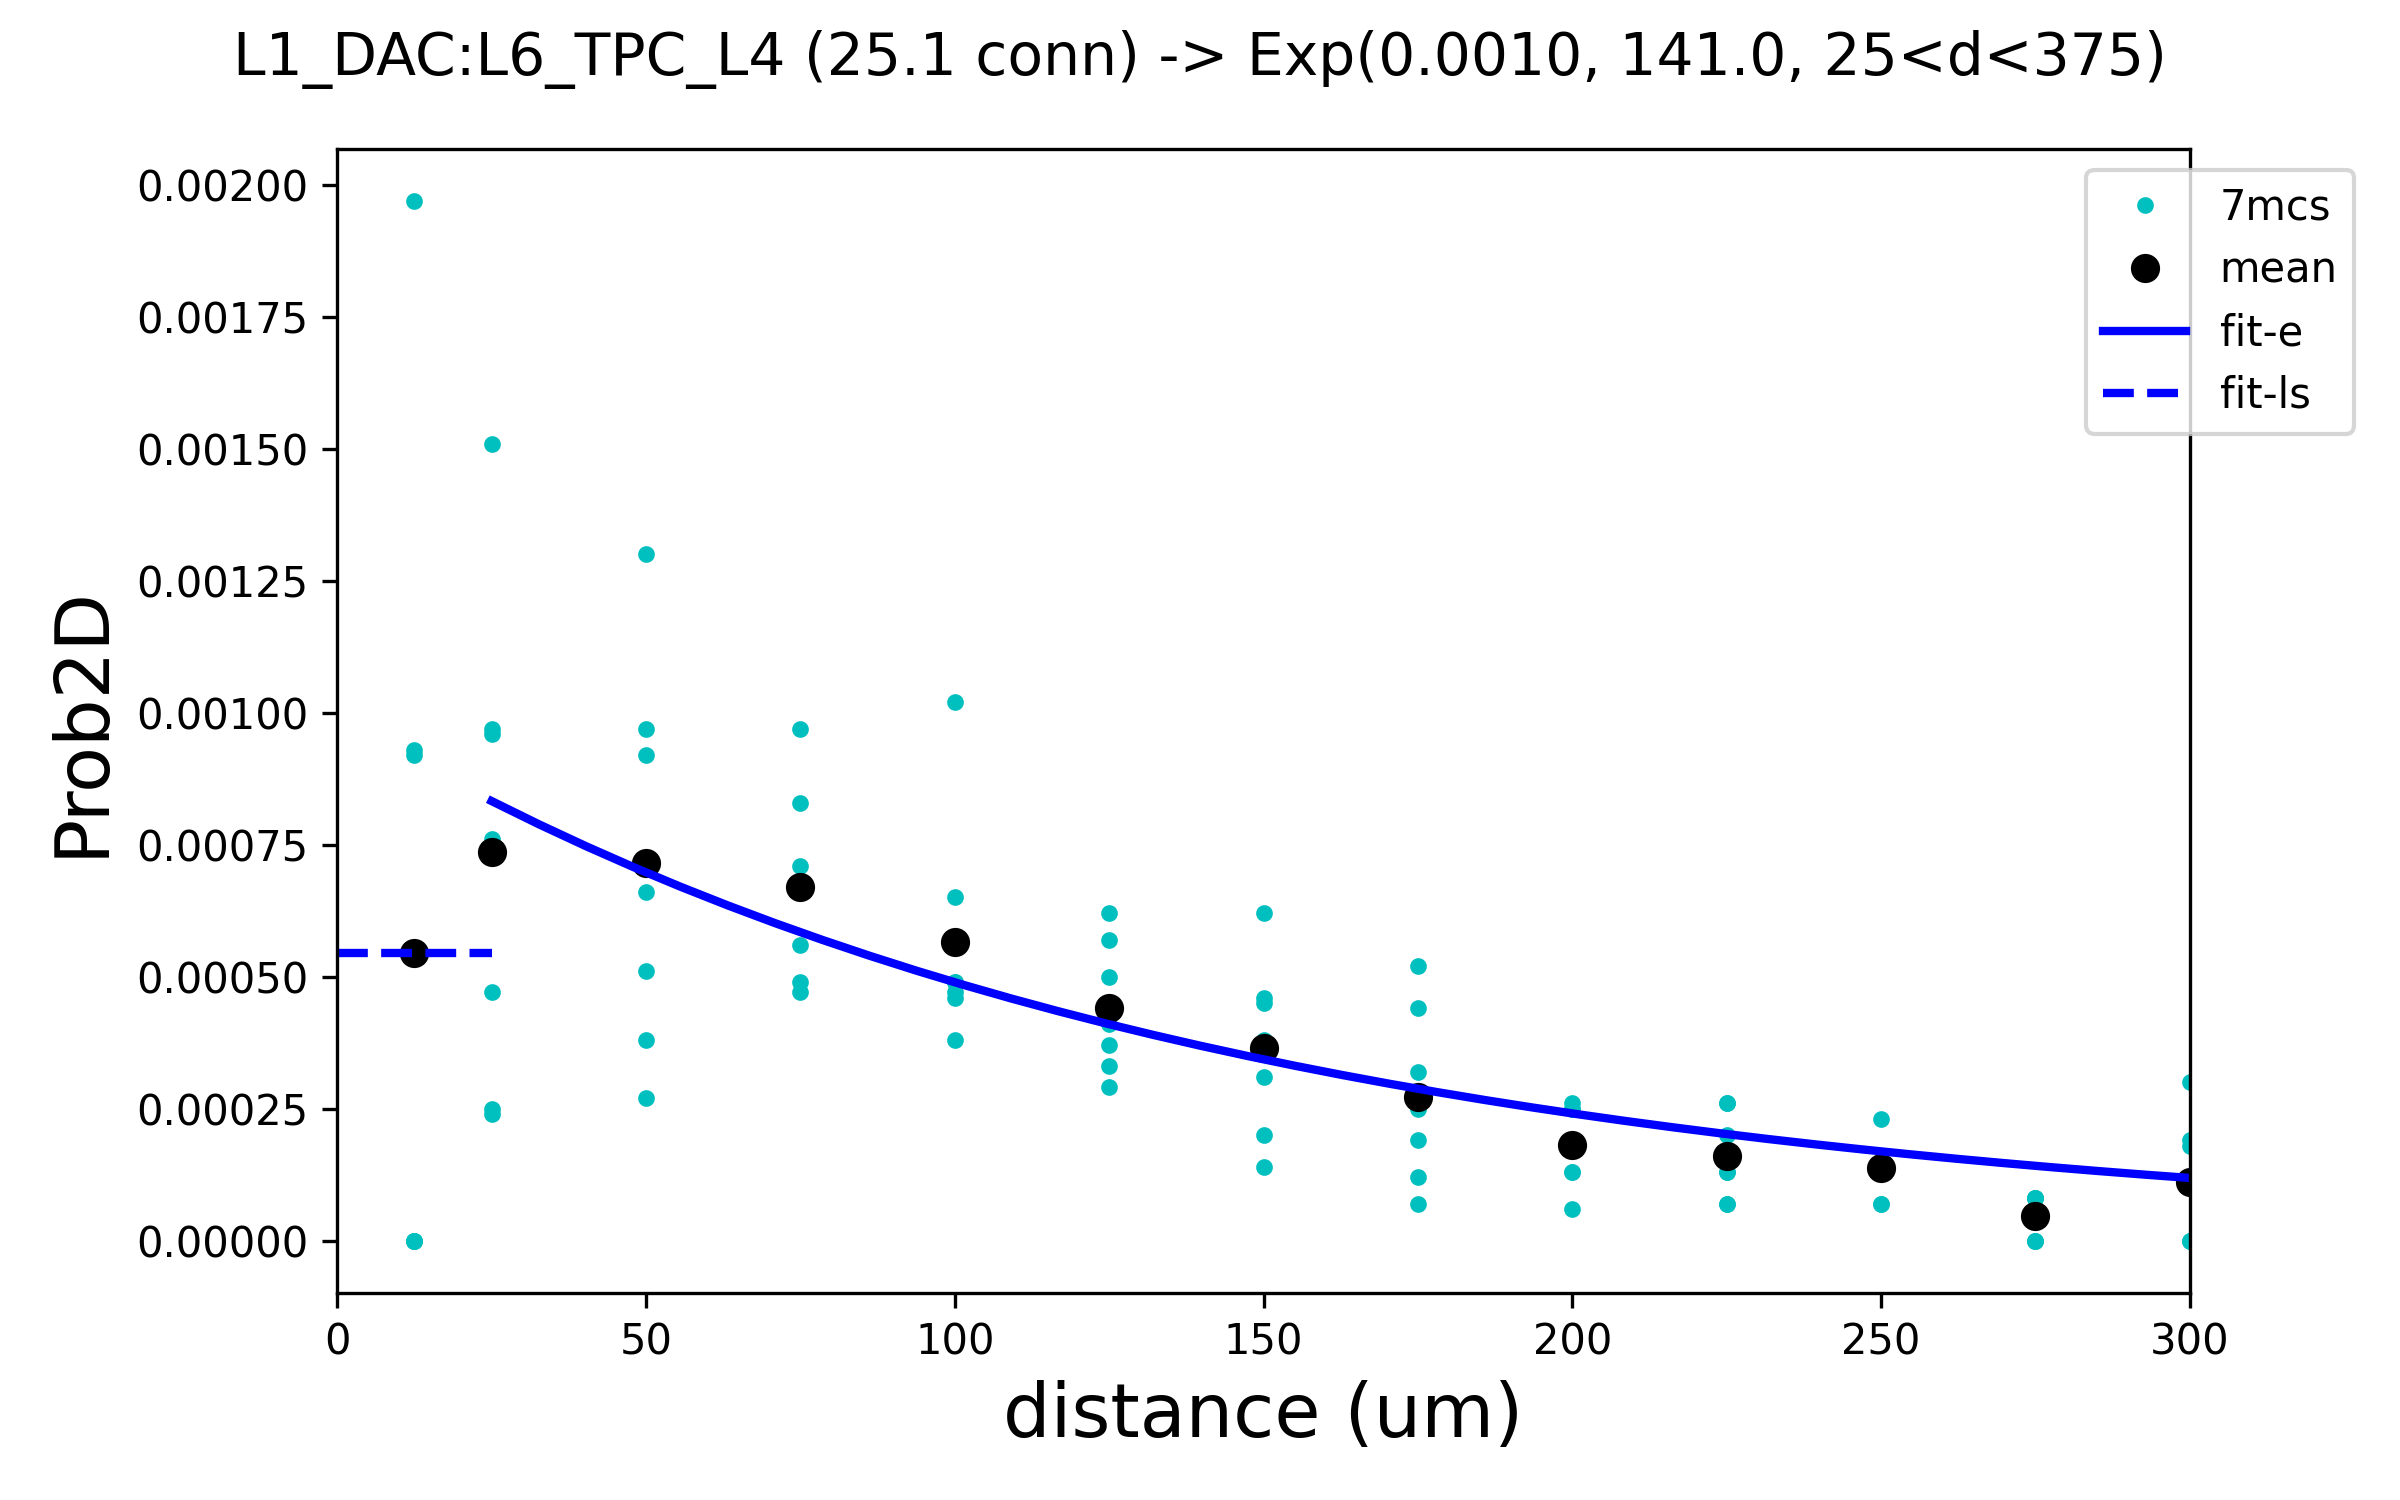 L1_DAC:L6_TPC_L4 (25.1 conn) -> Exp(0.0010, 141.0, 25<d<375)
0.00200
0.00175
0.00150
0.00125
0.00100
0.00075
0.00050
0.00025
0.00000
Prob2D
7mcs
mean
fit-e
fit-ls
0 50 100 150 200 250 300
distance (um)